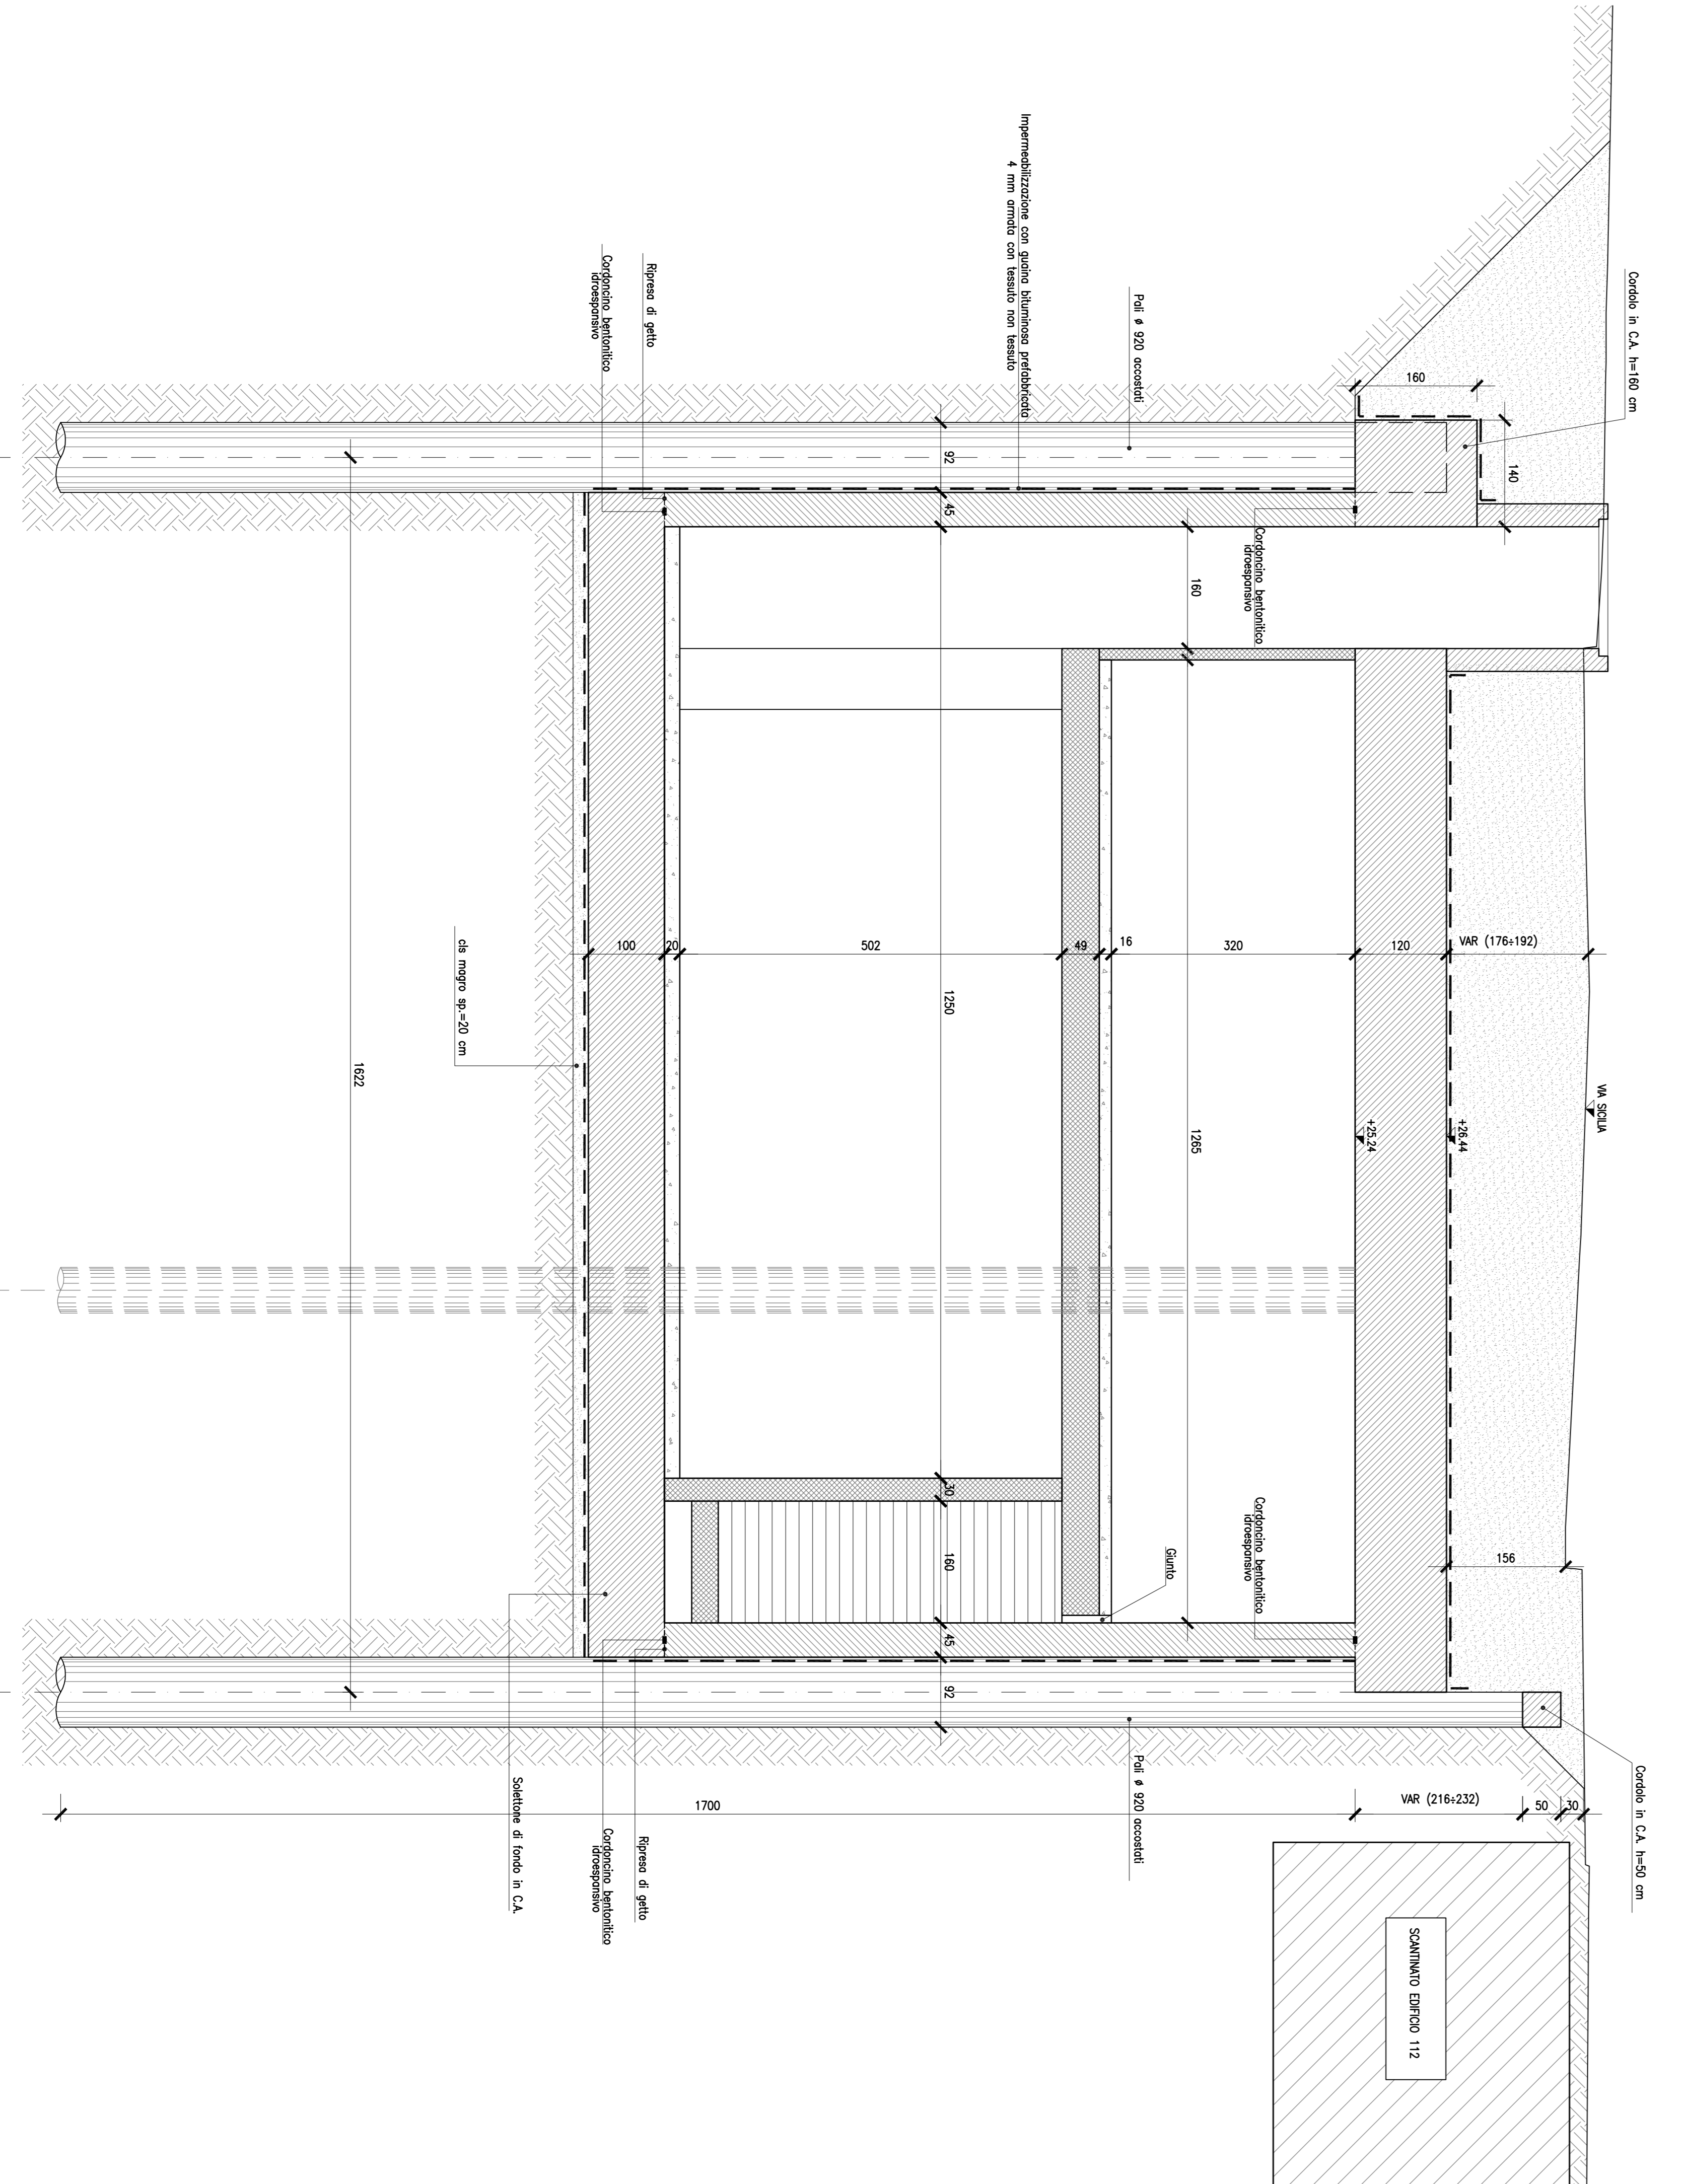 Cordolo in C.A. h=160 cm
Cordolo in C.A. h=50 cm
VIA SICILIA
30
50
VAR (216÷232)
1700
140
156
VAR (176÷192)
+26.44
SCANTINATO EDIFICIO 112
160
120
+25.24
Cordoncino bentonitico
idroespansivo
Cordoncino bentonitico
idroespansivo
320
160
1265
Giunto
Pali ø 920 accostati
Pali ø 920 accostati
16
49
Impermeabilizzazione con guaina bituminosa prefabbricata
4 mm armata con tessuto non tessuto
92
45
1250
30
160
45
92
502
20
100
Ripresa di getto
Ripresa di getto
Cordoncino bentonitico
idroespansivo
Cordoncino bentonitico
idroespansivo
Solettone di fondo in C.A.
cls magro sp.=20 cm
1622